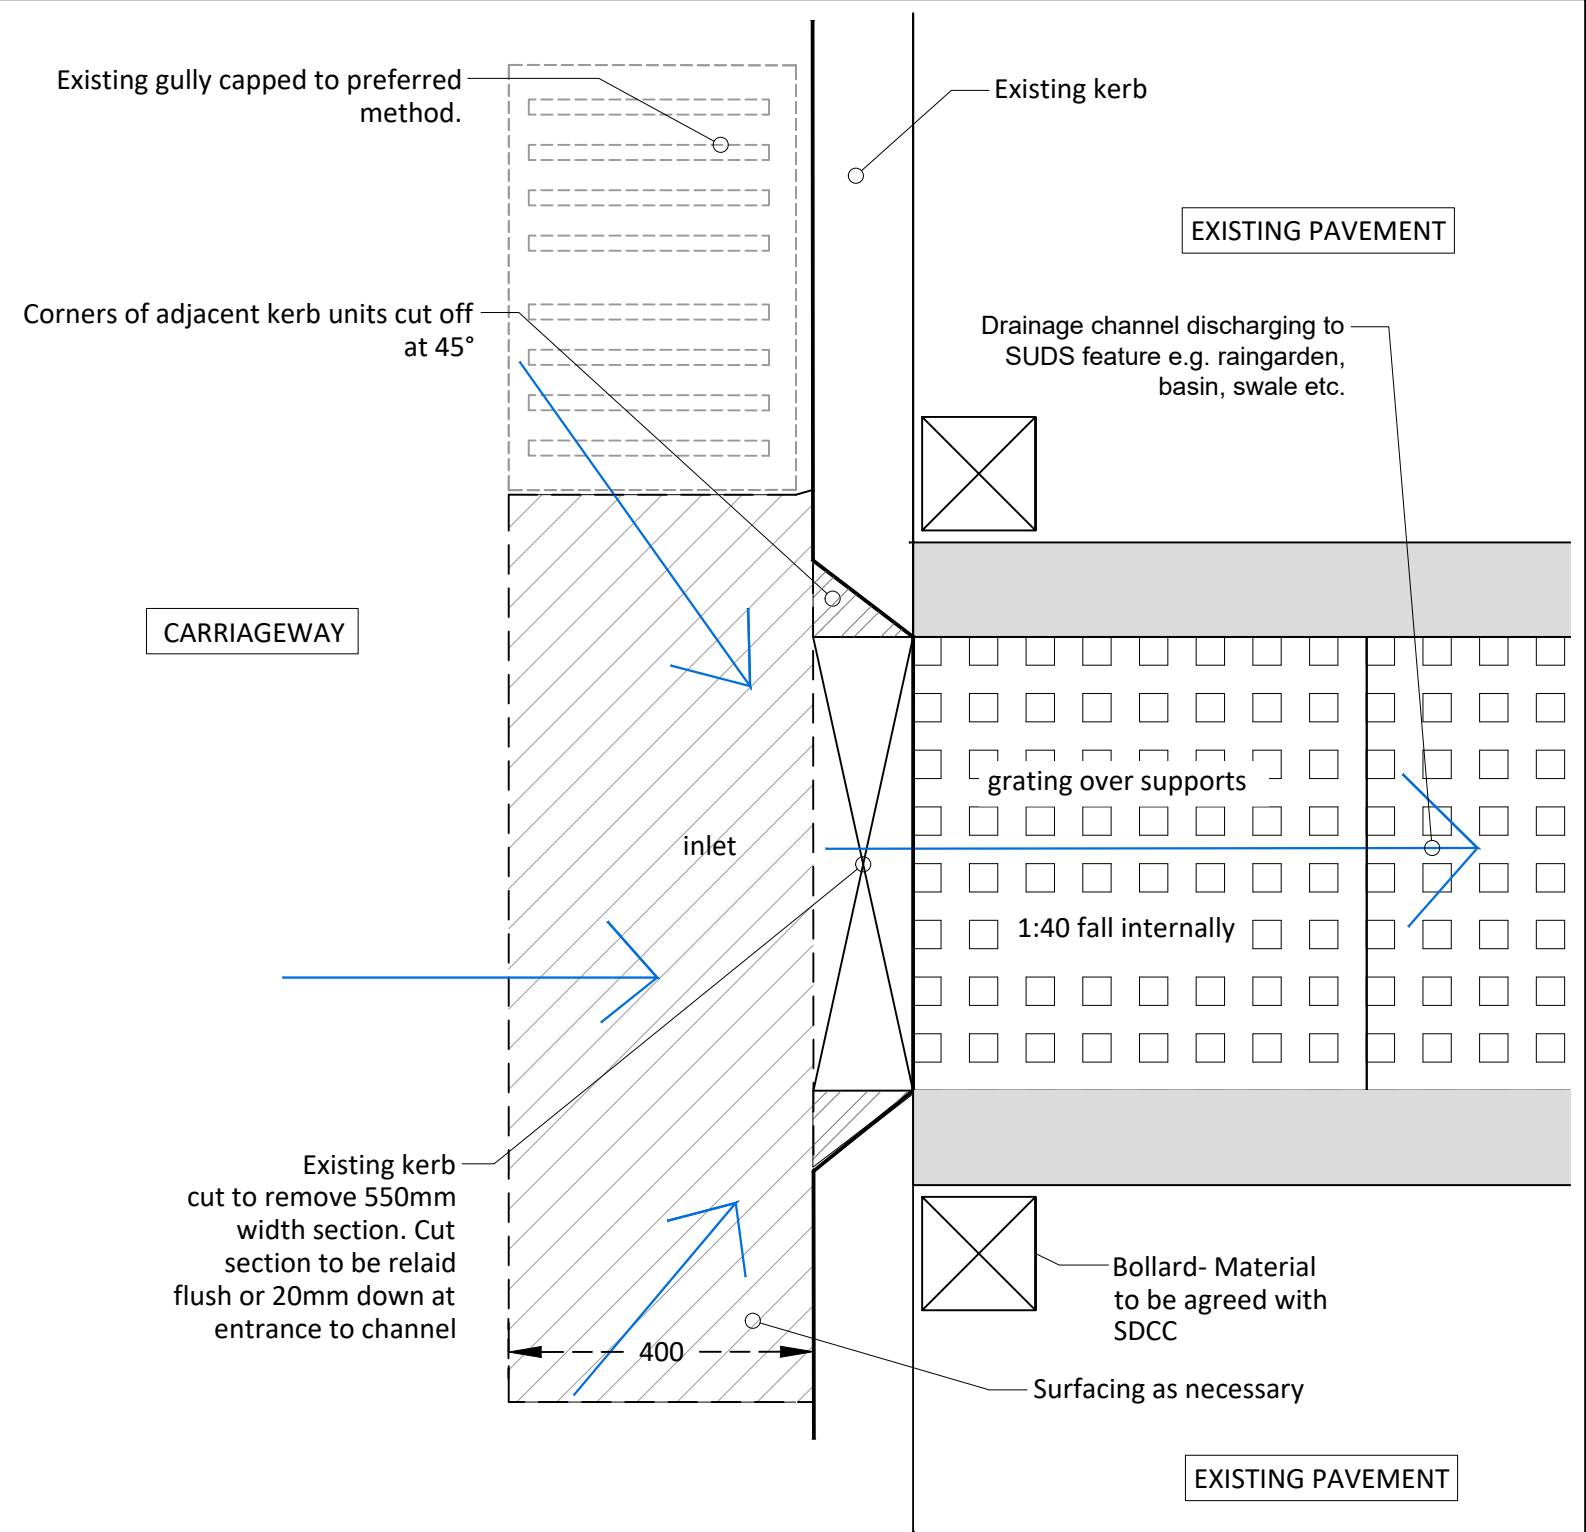 Existing gully capped to preferred
method.
Existing kerb
EXISTING PAVEMENT
Corners of adjacent kerb units cut off
at 45°
Drainage channel discharging to
SUDS feature e.g. raingarden,
basin, swale etc.
CARRIAGEWAY
grating over supports
inlet
1:40 fall internally
Existing kerb
cut to remove 550mm
width section. Cut
section to be relaid
flush or 20mm down at
entrance to channel
Bollard- Material
to be agreed with
SDCC
400
Surfacing as necessary
EXISTING PAVEMENT